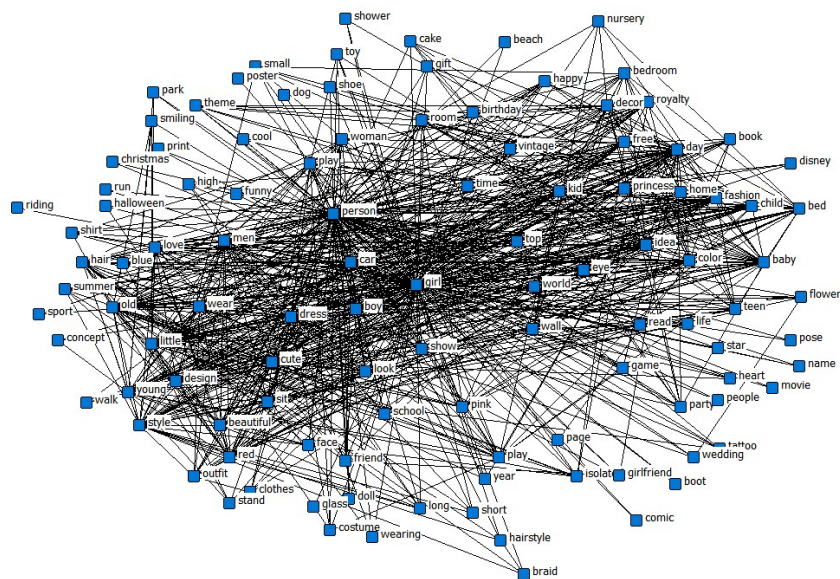 shower
nursery
cake
beach
toy
small
gift
bedroom
poster
happy
park
dog
shoe
theme
birthday
decor
royalty
smiling
room
cool
woman
vintage
free
day
book
print
christmas
play
disney
high
time
kid
princess
home
run
funny
fashion
riding
halloween
person
child
bed
shirt
love
men
top
idea
hair
blue
car
eye
color
baby
summer
girl
world
flower
old
wear
boy
teen
sport
dress
wall
read
life
concept
little
show
star
pose
cute
look
game
heart
name
design
movie
young
walk
sit
school
pink
party
people
style
beautiful
face
page
tattoo
red
friend
play
wedding
outfit
year
isolate
girlfriend
boot
clothes
doll
stand
glass
long
short
comic
costume
wearing
hairstyle
braid